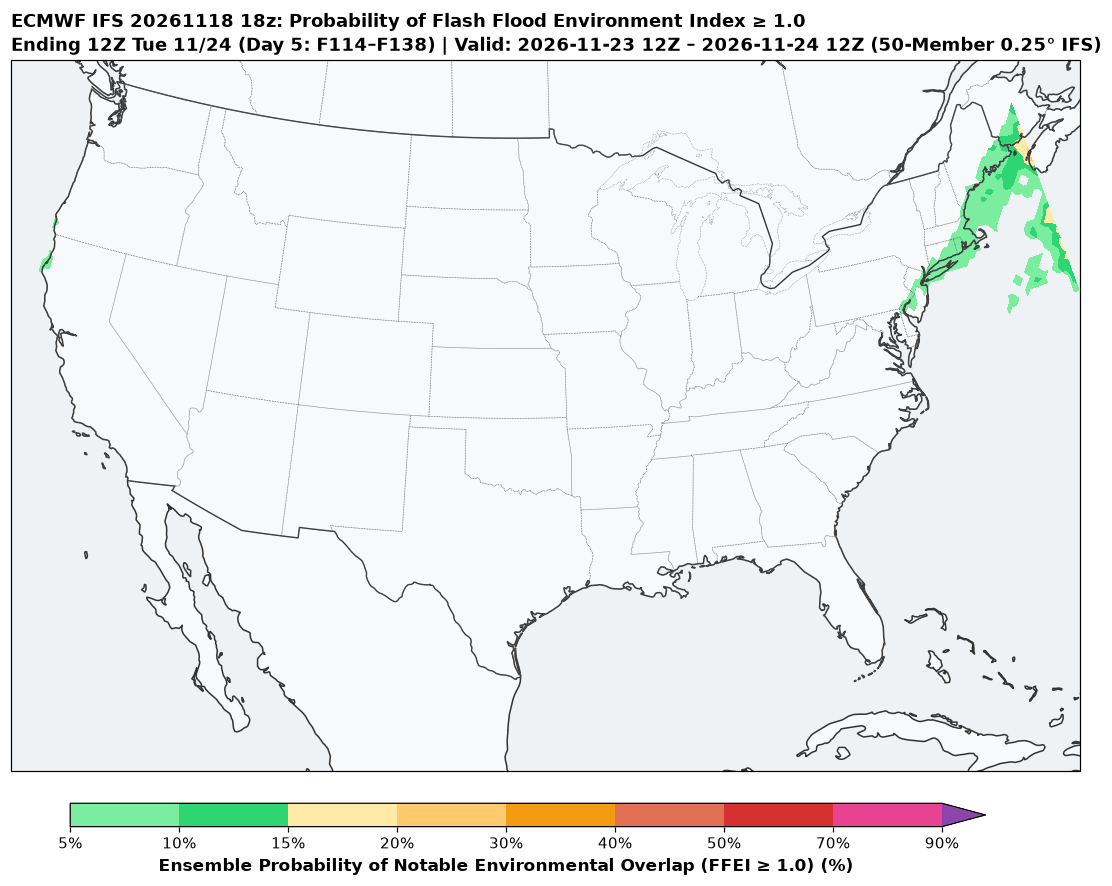 ECMWF IFS 20261118 18z: Probability of Flash Flood Environment Index ≥ 1.0
Ending 12Z Tue 11/24 (Day 5: F114–F138) | Valid: 2026-11-23 12Z – 2026-11-24 12Z (50-Member 0.25° IFS)
5% 10% 15% 20% 30% 40% 50% 70% 90%
Ensemble Probability of Notable Environmental Overlap (FFEI ≥ 1.0) (%)